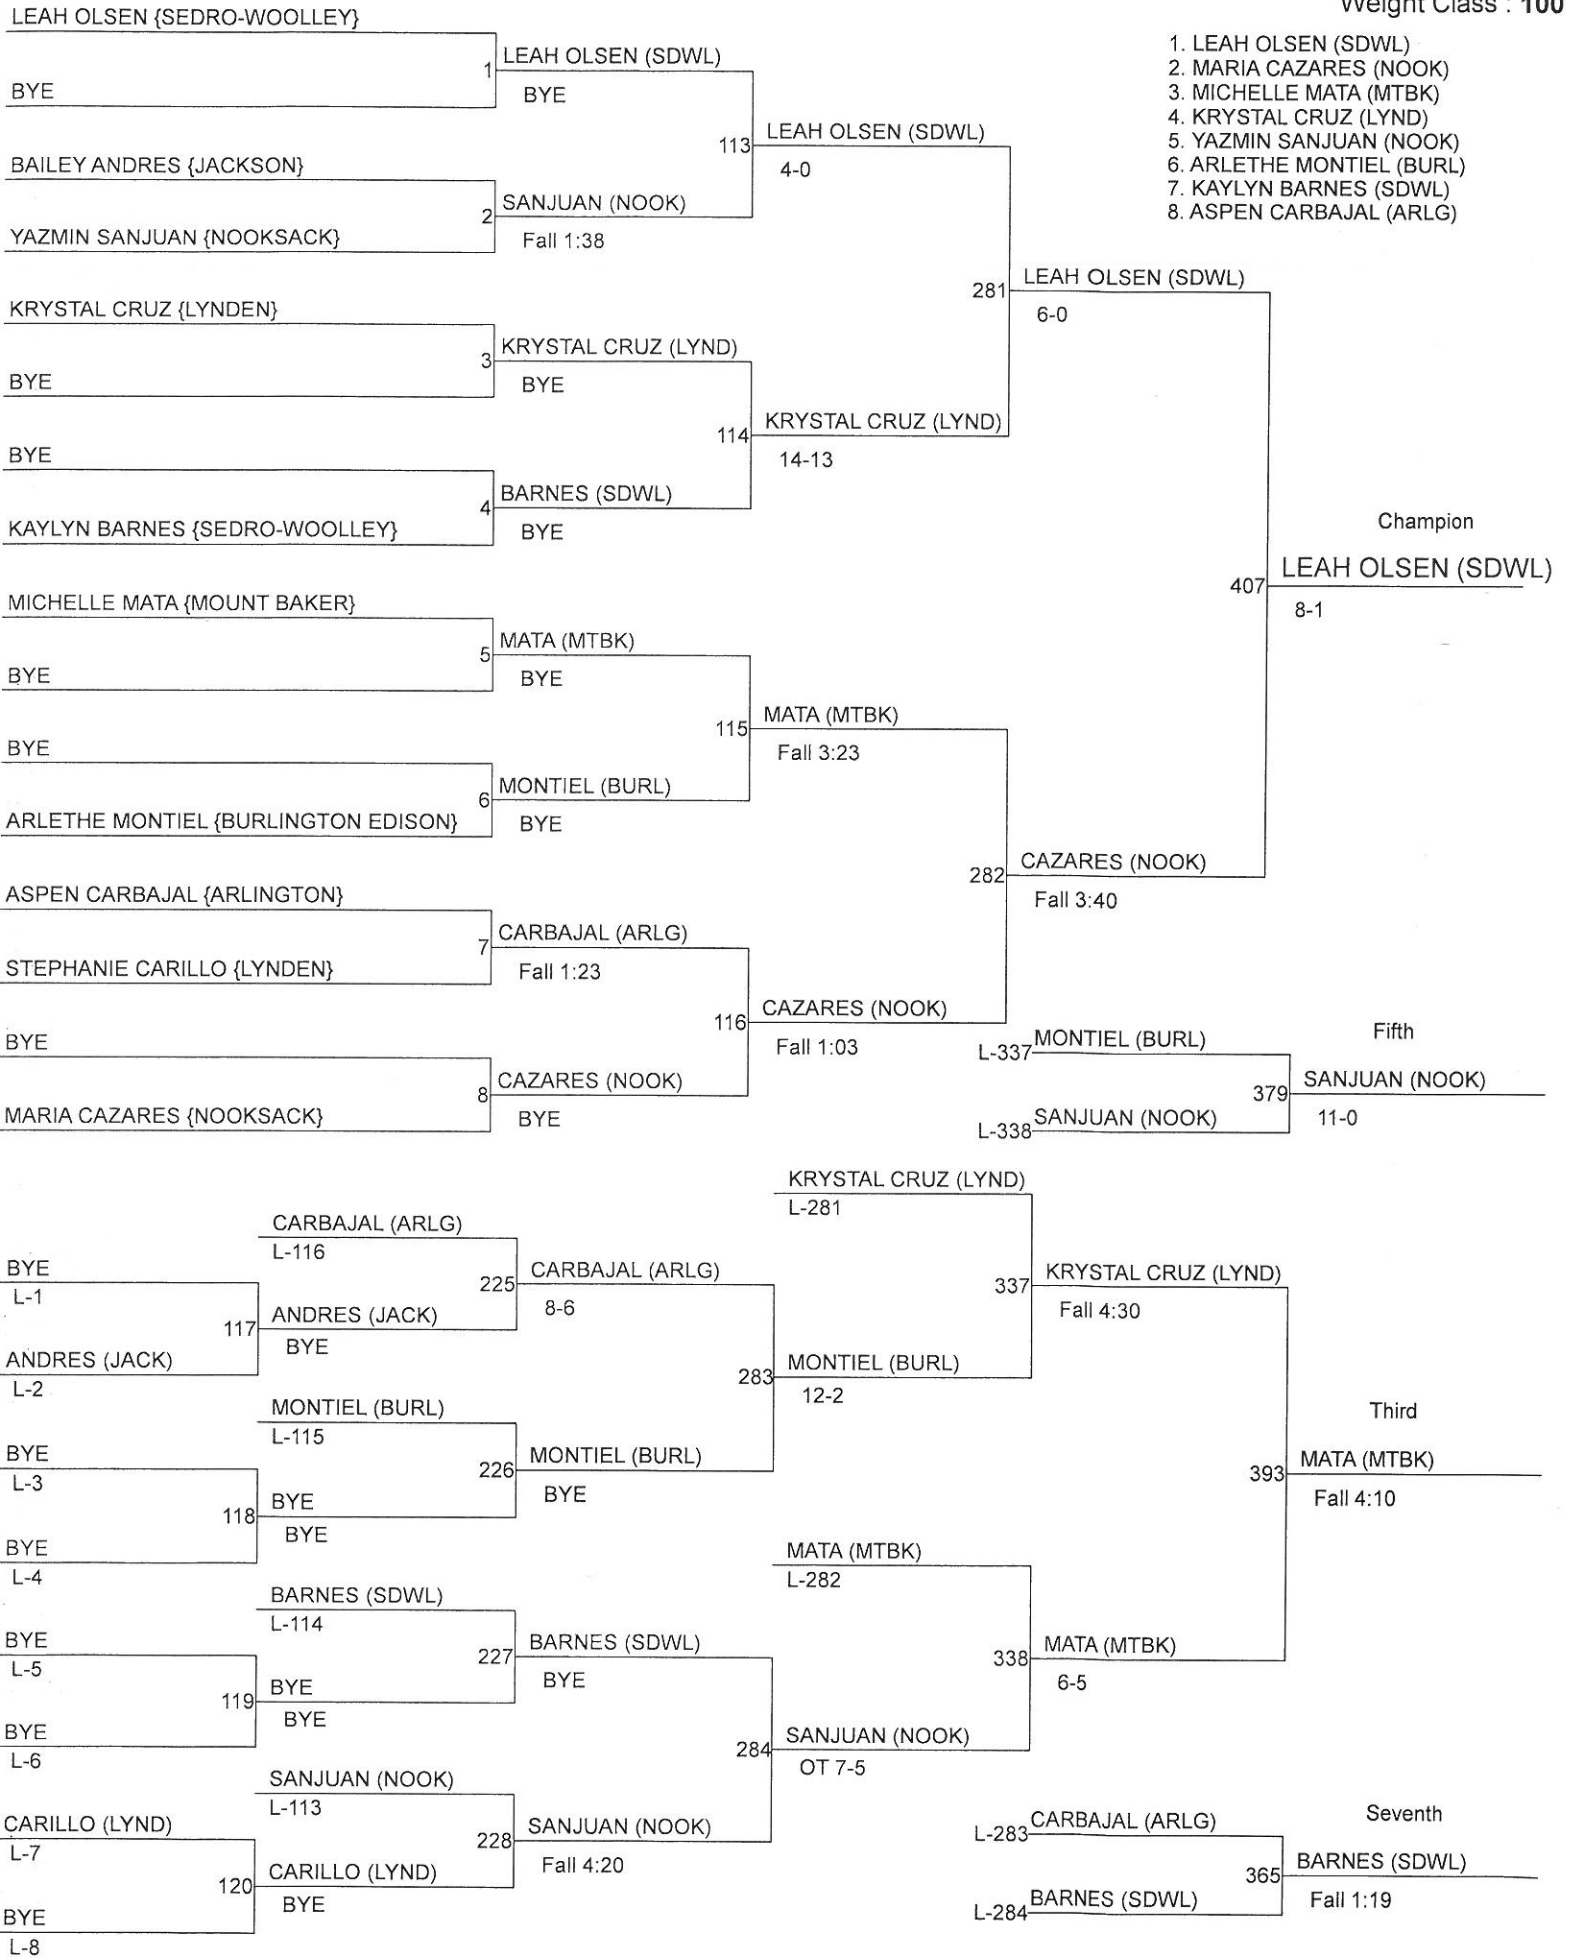 Weight Class : 100
1. LEAH OLSEN (SDWL)
2. MARIA CAZARES (NOOK)
3. MICHELLE MATA (MTBK)
4. KRYSTAL CRUZ (LYND)
5. YAZMIN SANJUAN (NOOK)
6. ARLETHE MONTIEL (BURL)
7. KAYLYN BARNES (SDWL)
8. ASPEN CARBAJAL (ARLG)
LEAH OLSEN {SEDRO-WOOLLEY}
BYE
BAILEY ANDRES {JACKSON}
YAZMIN SANJUAN {NOOKSACK}
KRYSTAL CRUZ {LYNDEN}
BYE
BYE
KAYLYN BARNES {SEDRO-WOOLLEY}
MICHELLE MATA {MOUNT BAKER}
BYE
BYE
ARLETHE MONTIEL {BURLINGTON EDISON}
ASPEN CARBAJAL {ARLINGTON}
STEPHANIE CARILLO {LYNDEN}
BYE
MARIA CAZARES {NOOKSACK}
1
LEAH OLSEN (SDWL)
BYE
2
SANJUAN (NOOK)
Fall 1:38
3
KRYSTAL CRUZ (LYND)
BYE
4
BARNES (SDWL)
BYE
5
MATA (MTBK)
BYE
6
MONTIEL (BURL)
BYE
7
CARBAJAL (ARLG)
Fall 1:23
8
CAZARES (NOOK)
BYE
113
LEAH OLSEN (SDWL)
4-0
114
KRYSTAL CRUZ (LYND)
14-13
115
MATA (MTBK)
Fall 3:23
116
CAZARES (NOOK)
Fall 1:03
281
LEAH OLSEN (SDWL)
6-0
282
CAZARES (NOOK)
Fall 3:40
Champion
407
LEAH OLSEN (SDWL)
8-1
Fifth
L-337
MONTIEL (BURL)
L-338
SANJUAN (NOOK)
379
SANJUAN (NOOK)
11-0
BYE
L-1
ANDRES (JACK)
L-2
BYE
L-3
BYE
L-4
BYE
L-5
BYE
L-6
CARILLO (LYND)
L-7
BYE
L-8
CARBAJAL (ARLG)
L-116
117
ANDRES (JACK)
BYE
MONTIEL (BURL)
L-115
118
BYE
BYE
BARNES (SDWL)
L-114
119
BYE
BYE
SANJUAN (NOOK)
L-113
120
CARILLO (LYND)
BYE
225
CARBAJAL (ARLG)
8-6
226
MONTIEL (BURL)
BYE
227
BARNES (SDWL)
BYE
228
SANJUAN (NOOK)
Fall 4:20
KRYSTAL CRUZ (LYND)
L-281
283
MONTIEL (BURL)
12-2
MATA (MTBK)
L-282
284
SANJUAN (NOOK)
OT 7-5
337
KRYSTAL CRUZ (LYND)
Fall 4:30
338
MATA (MTBK)
6-5
Third
393
MATA (MTBK)
Fall 4:10
Seventh
L-283
CARBAJAL (ARLG)
L-284
BARNES (SDWL)
365
BARNES (SDWL)
Fall 1:19